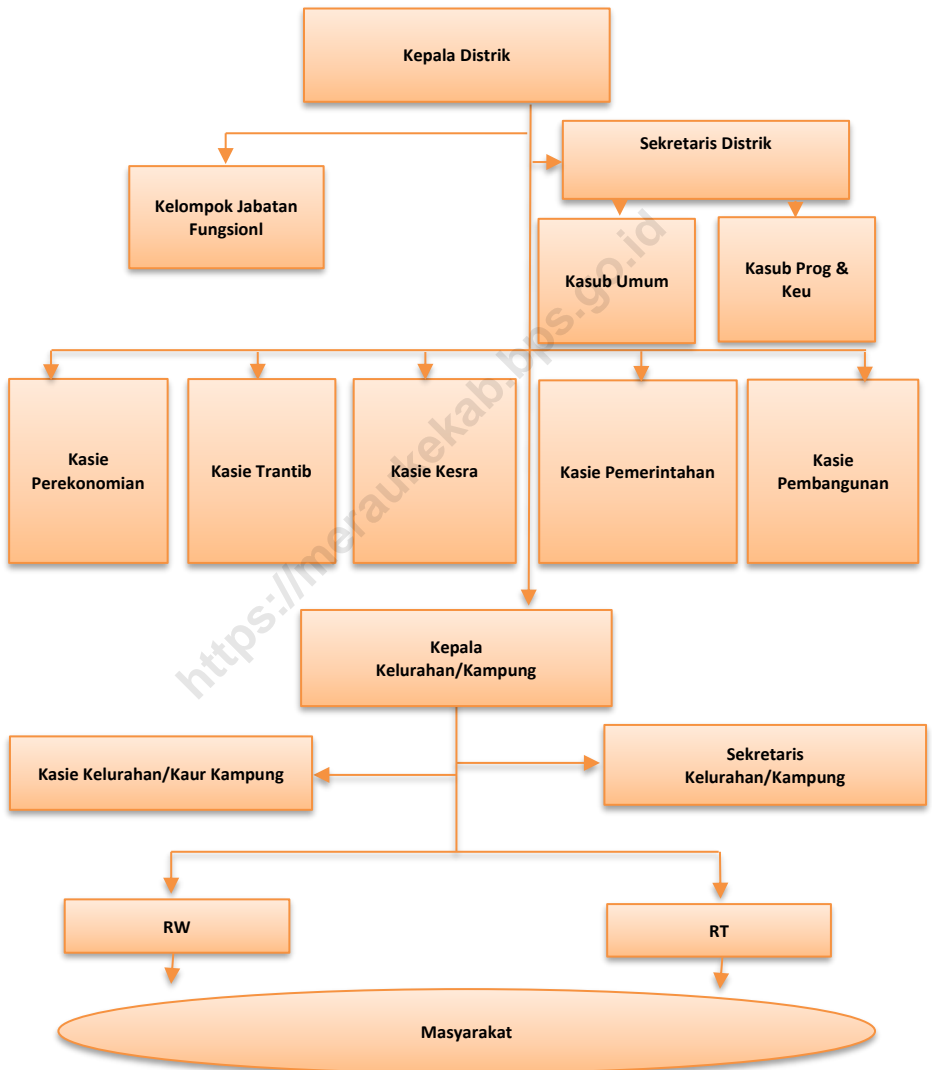 Kepala Distrik
Sekretaris Distrik
Kelompok Jabatan
Fungsionl
Kasub Umum
Kasub Prog &
Keu
Kasie
Perekonomian
Kasie Trantib
Kasie Kesra
Kasie Pemerintahan
Kasie
Pembangunan
Kepala
Kelurahan/Kampung
Kasie Kelurahan/Kaur Kampung
Sekretaris
Kelurahan/Kampung
RW
RT
Masyarakat
https://meraukekab.bps.go.id